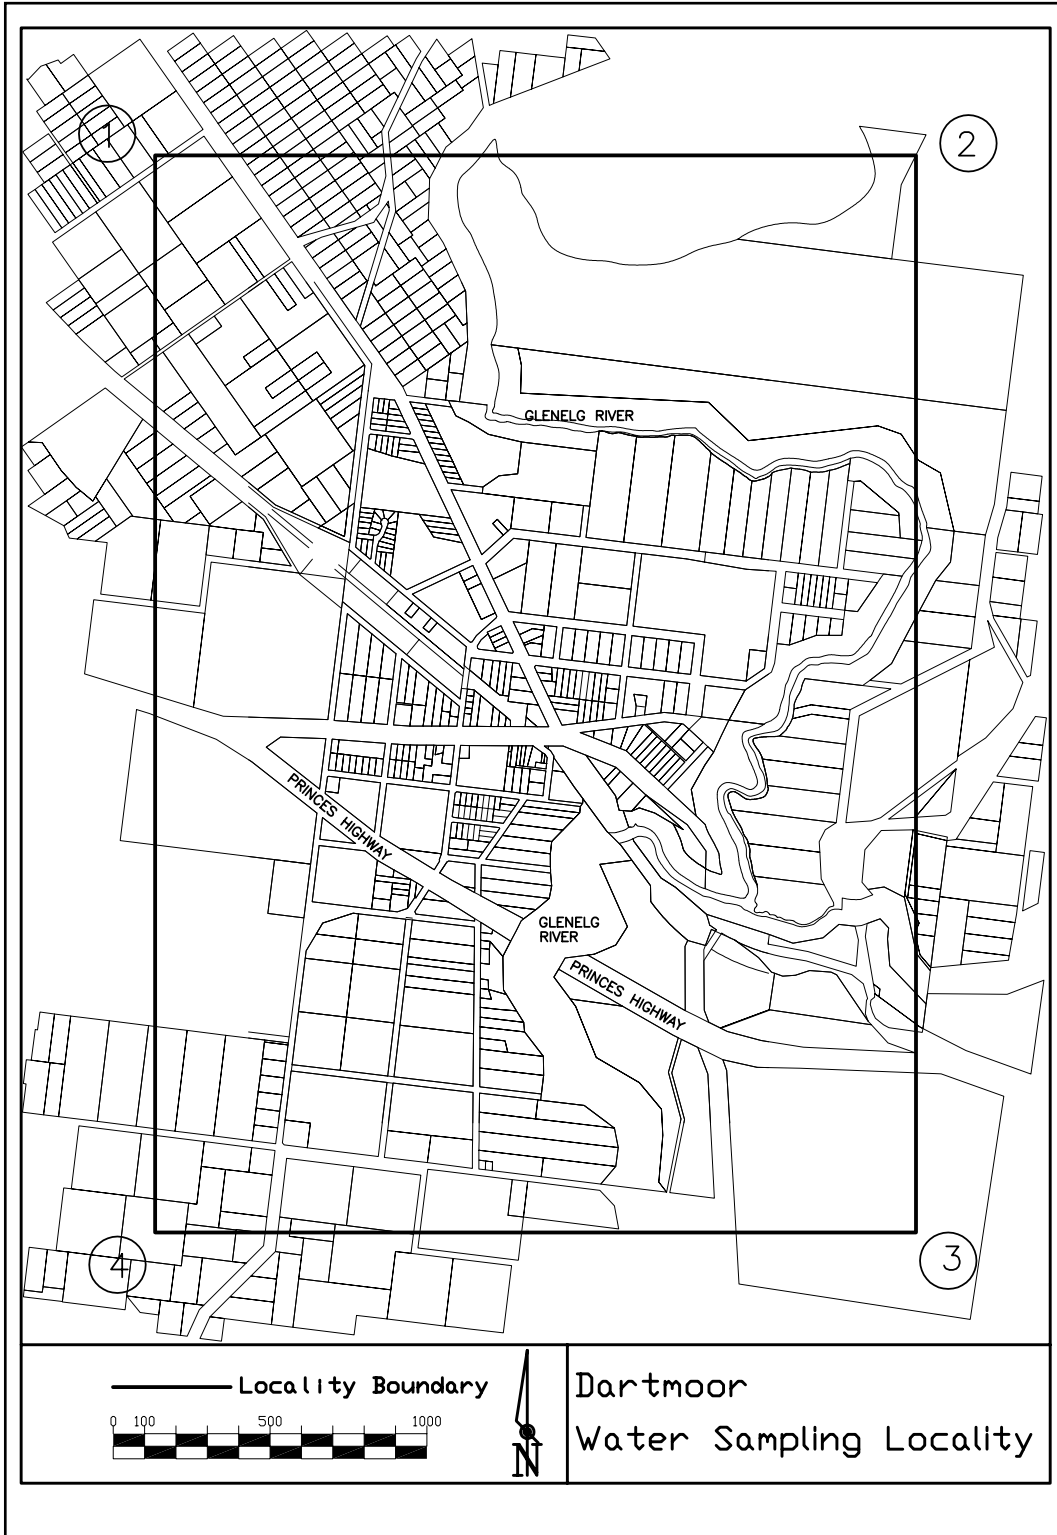 1
2
GLENELG RIVER
PRINCES HIGHWAY
GLENELG
RIVER
PRINCES HIGHWAY
4
3
Locality Boundary
0 100 500 1000
N
Dartmoor
Water Sampling Locality